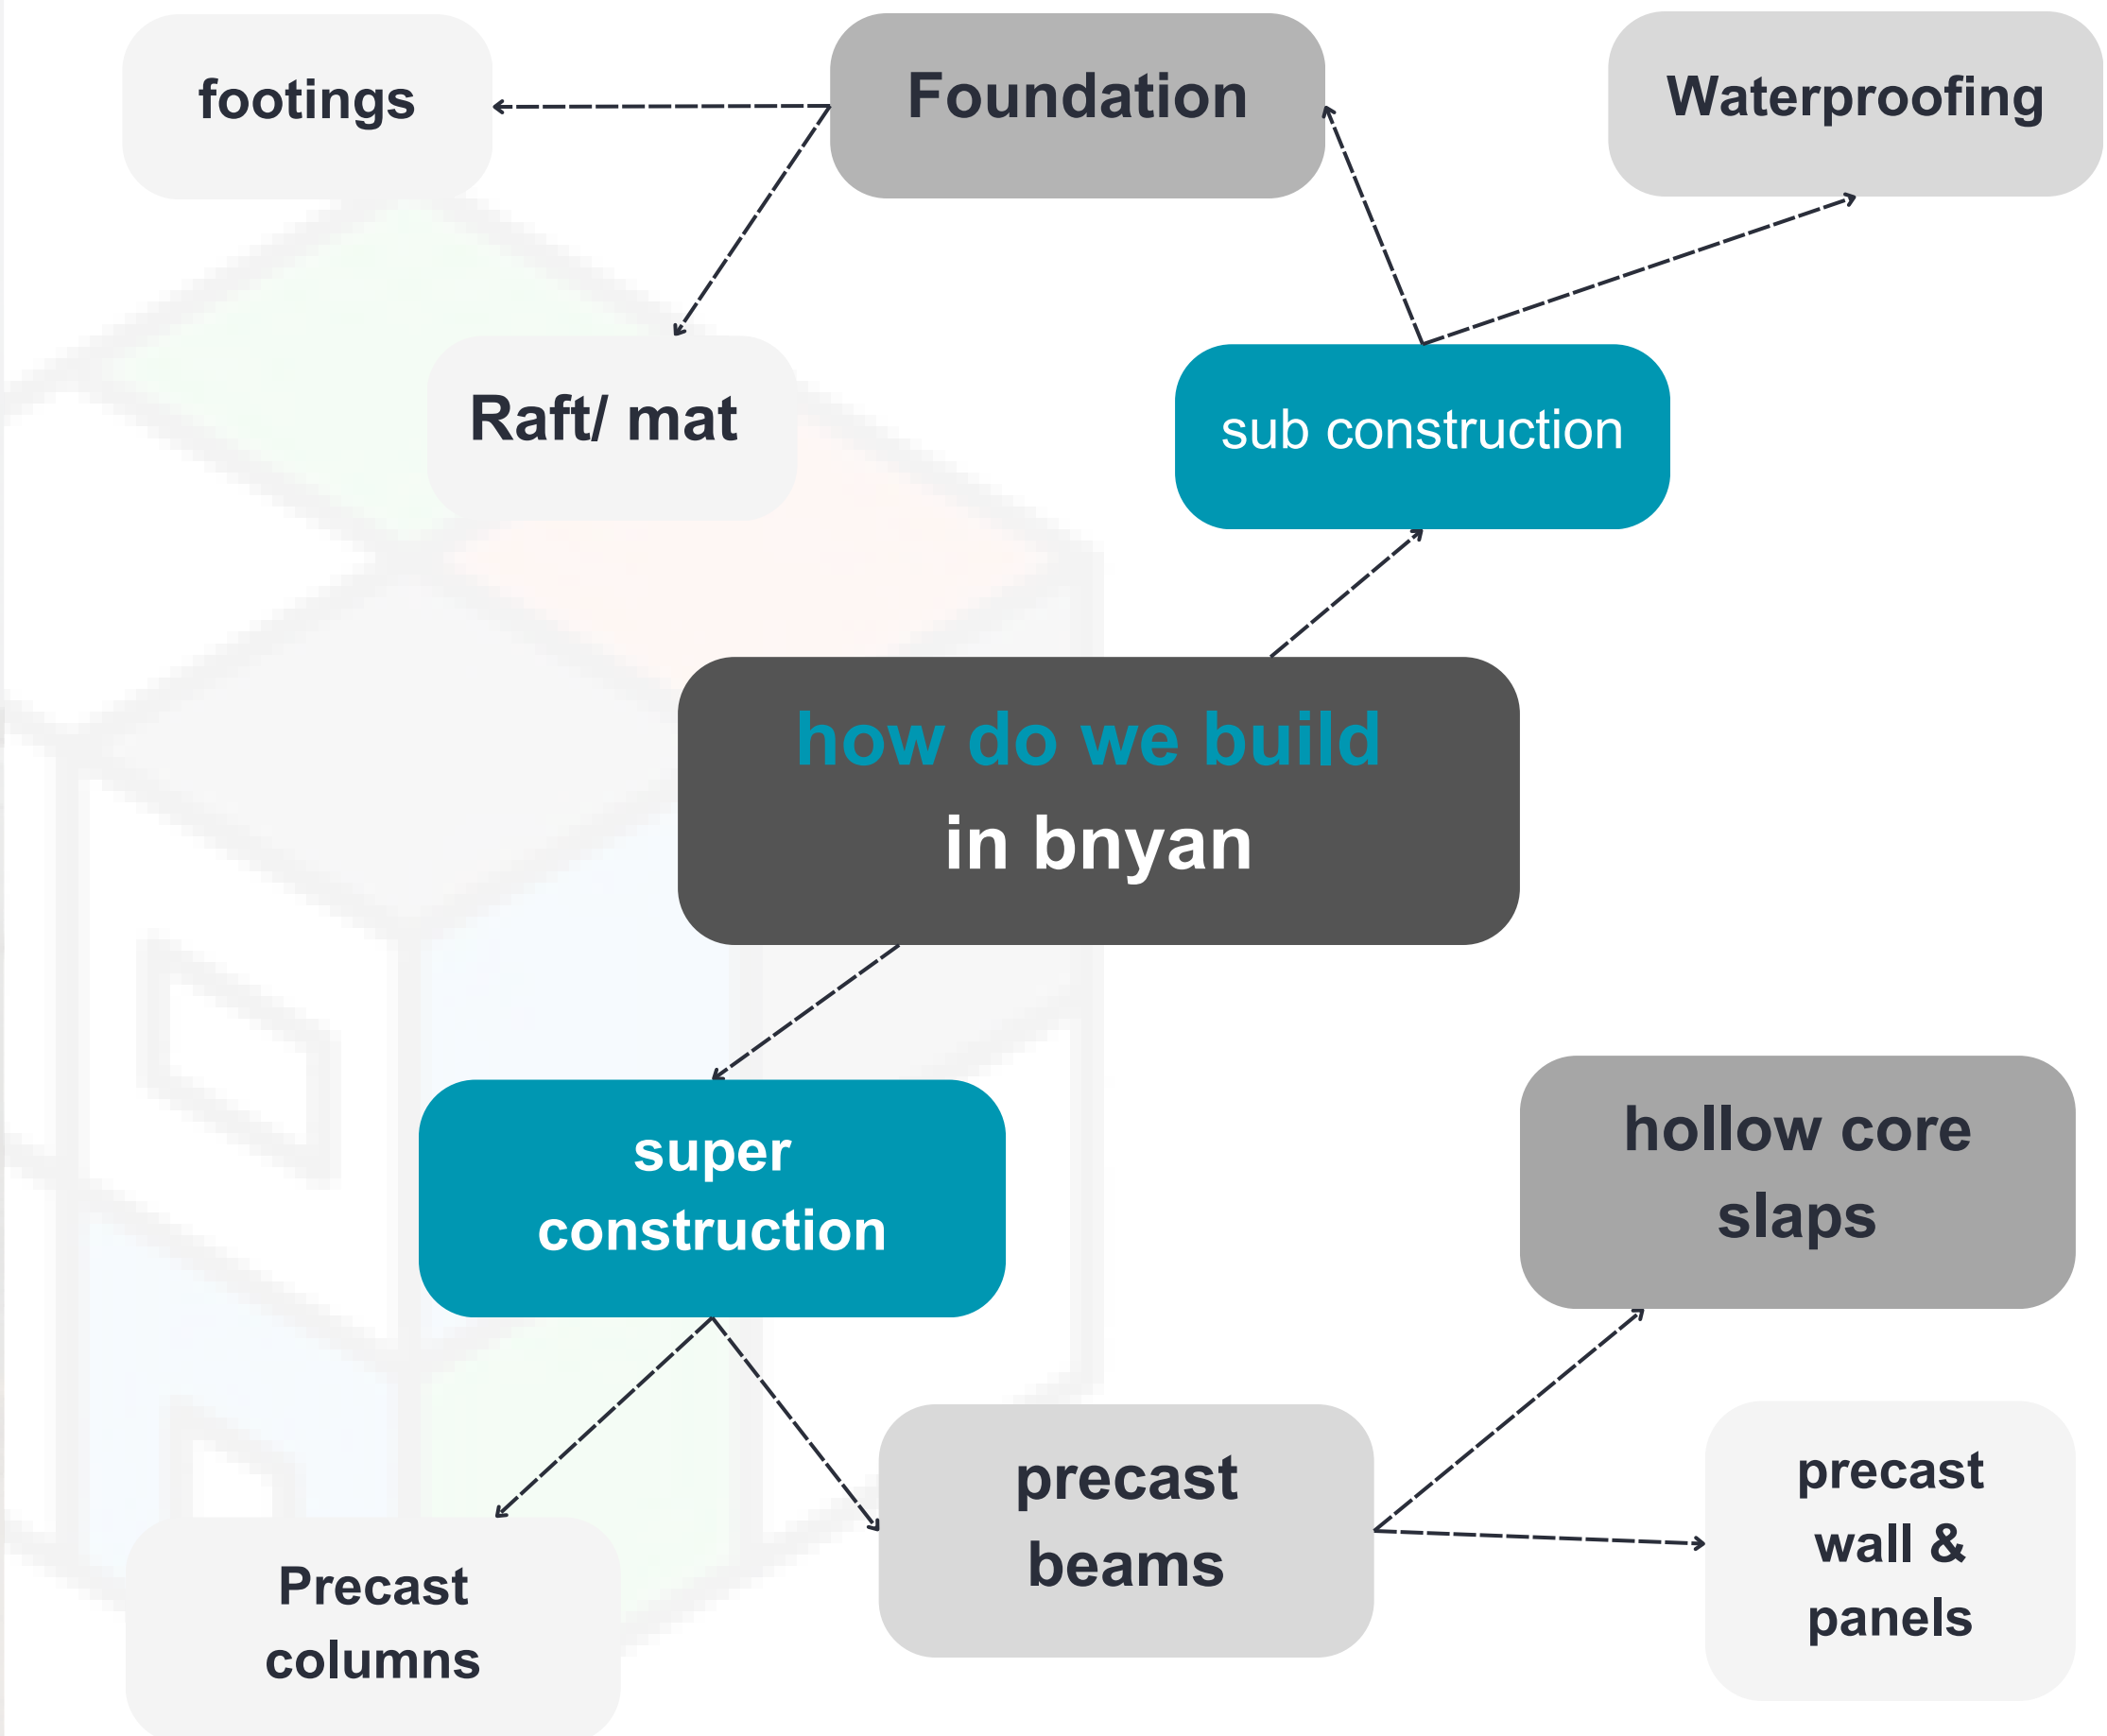 footings
Foundation
Waterproofing
Raft/ mat
sub construction
how do we build
in bnyan
super
construction
hollow core
slaps
precast
beams
precast
wall &
panels
Precast
columns